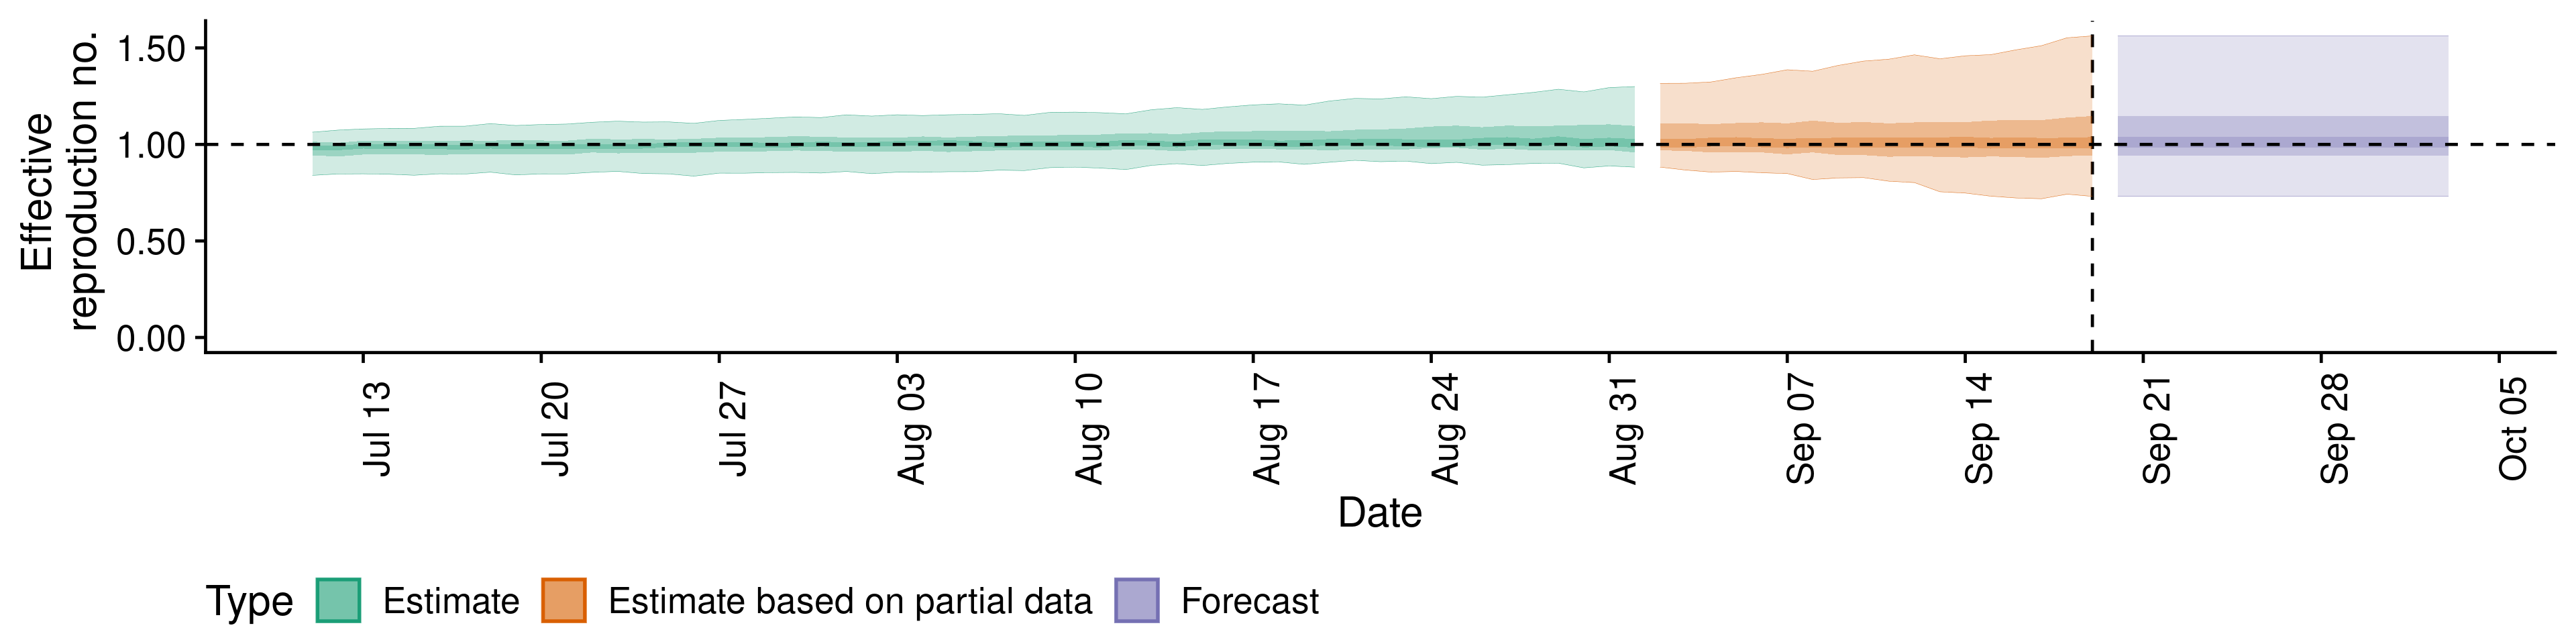 Effective
reproduction no.
1.50
1.00
0.50
0.00
Jul 13
Jul 20
Jul 27
Aug 03
Aug 10
Aug 17
Aug 24
Aug 31
Sep 07
Sep 14
Sep 21
Sep 28
Oct 05
Date
Type Estimate Estimate based on partial data Forecast